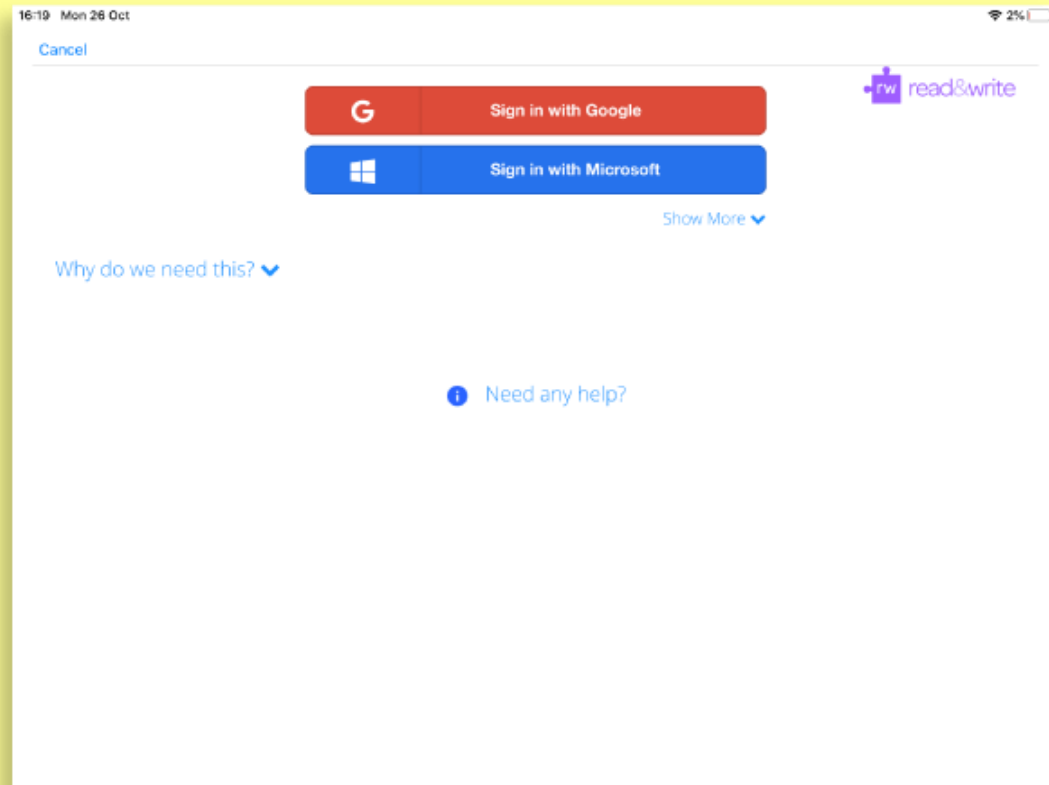 16:19 Mon 26 Oct 2%
Cancel
rw read&write
G Sign in with Google
Sign in with Microsoft
Show More
Why do we need this?
i Need any help?